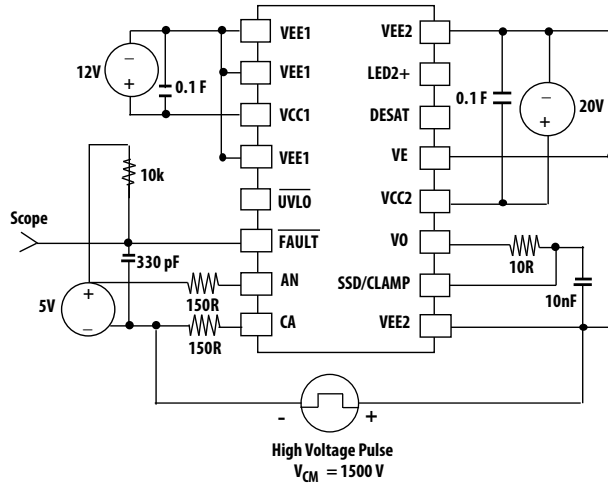 VEE1
VEE2
12V
0.1 F
VEE1
LED2+
VCC1
DESAT
0.1 F
20V
VEE1
VE
10k
UVLO
VCC2
Scope
FAULT
VO
330 pF
10R
AN
SSD/CLAMP
5V
150R
10nF
CA
VEE2
150R
+
-
+
-
+
-
- +
High Voltage Pulse
VCM = 1500 V